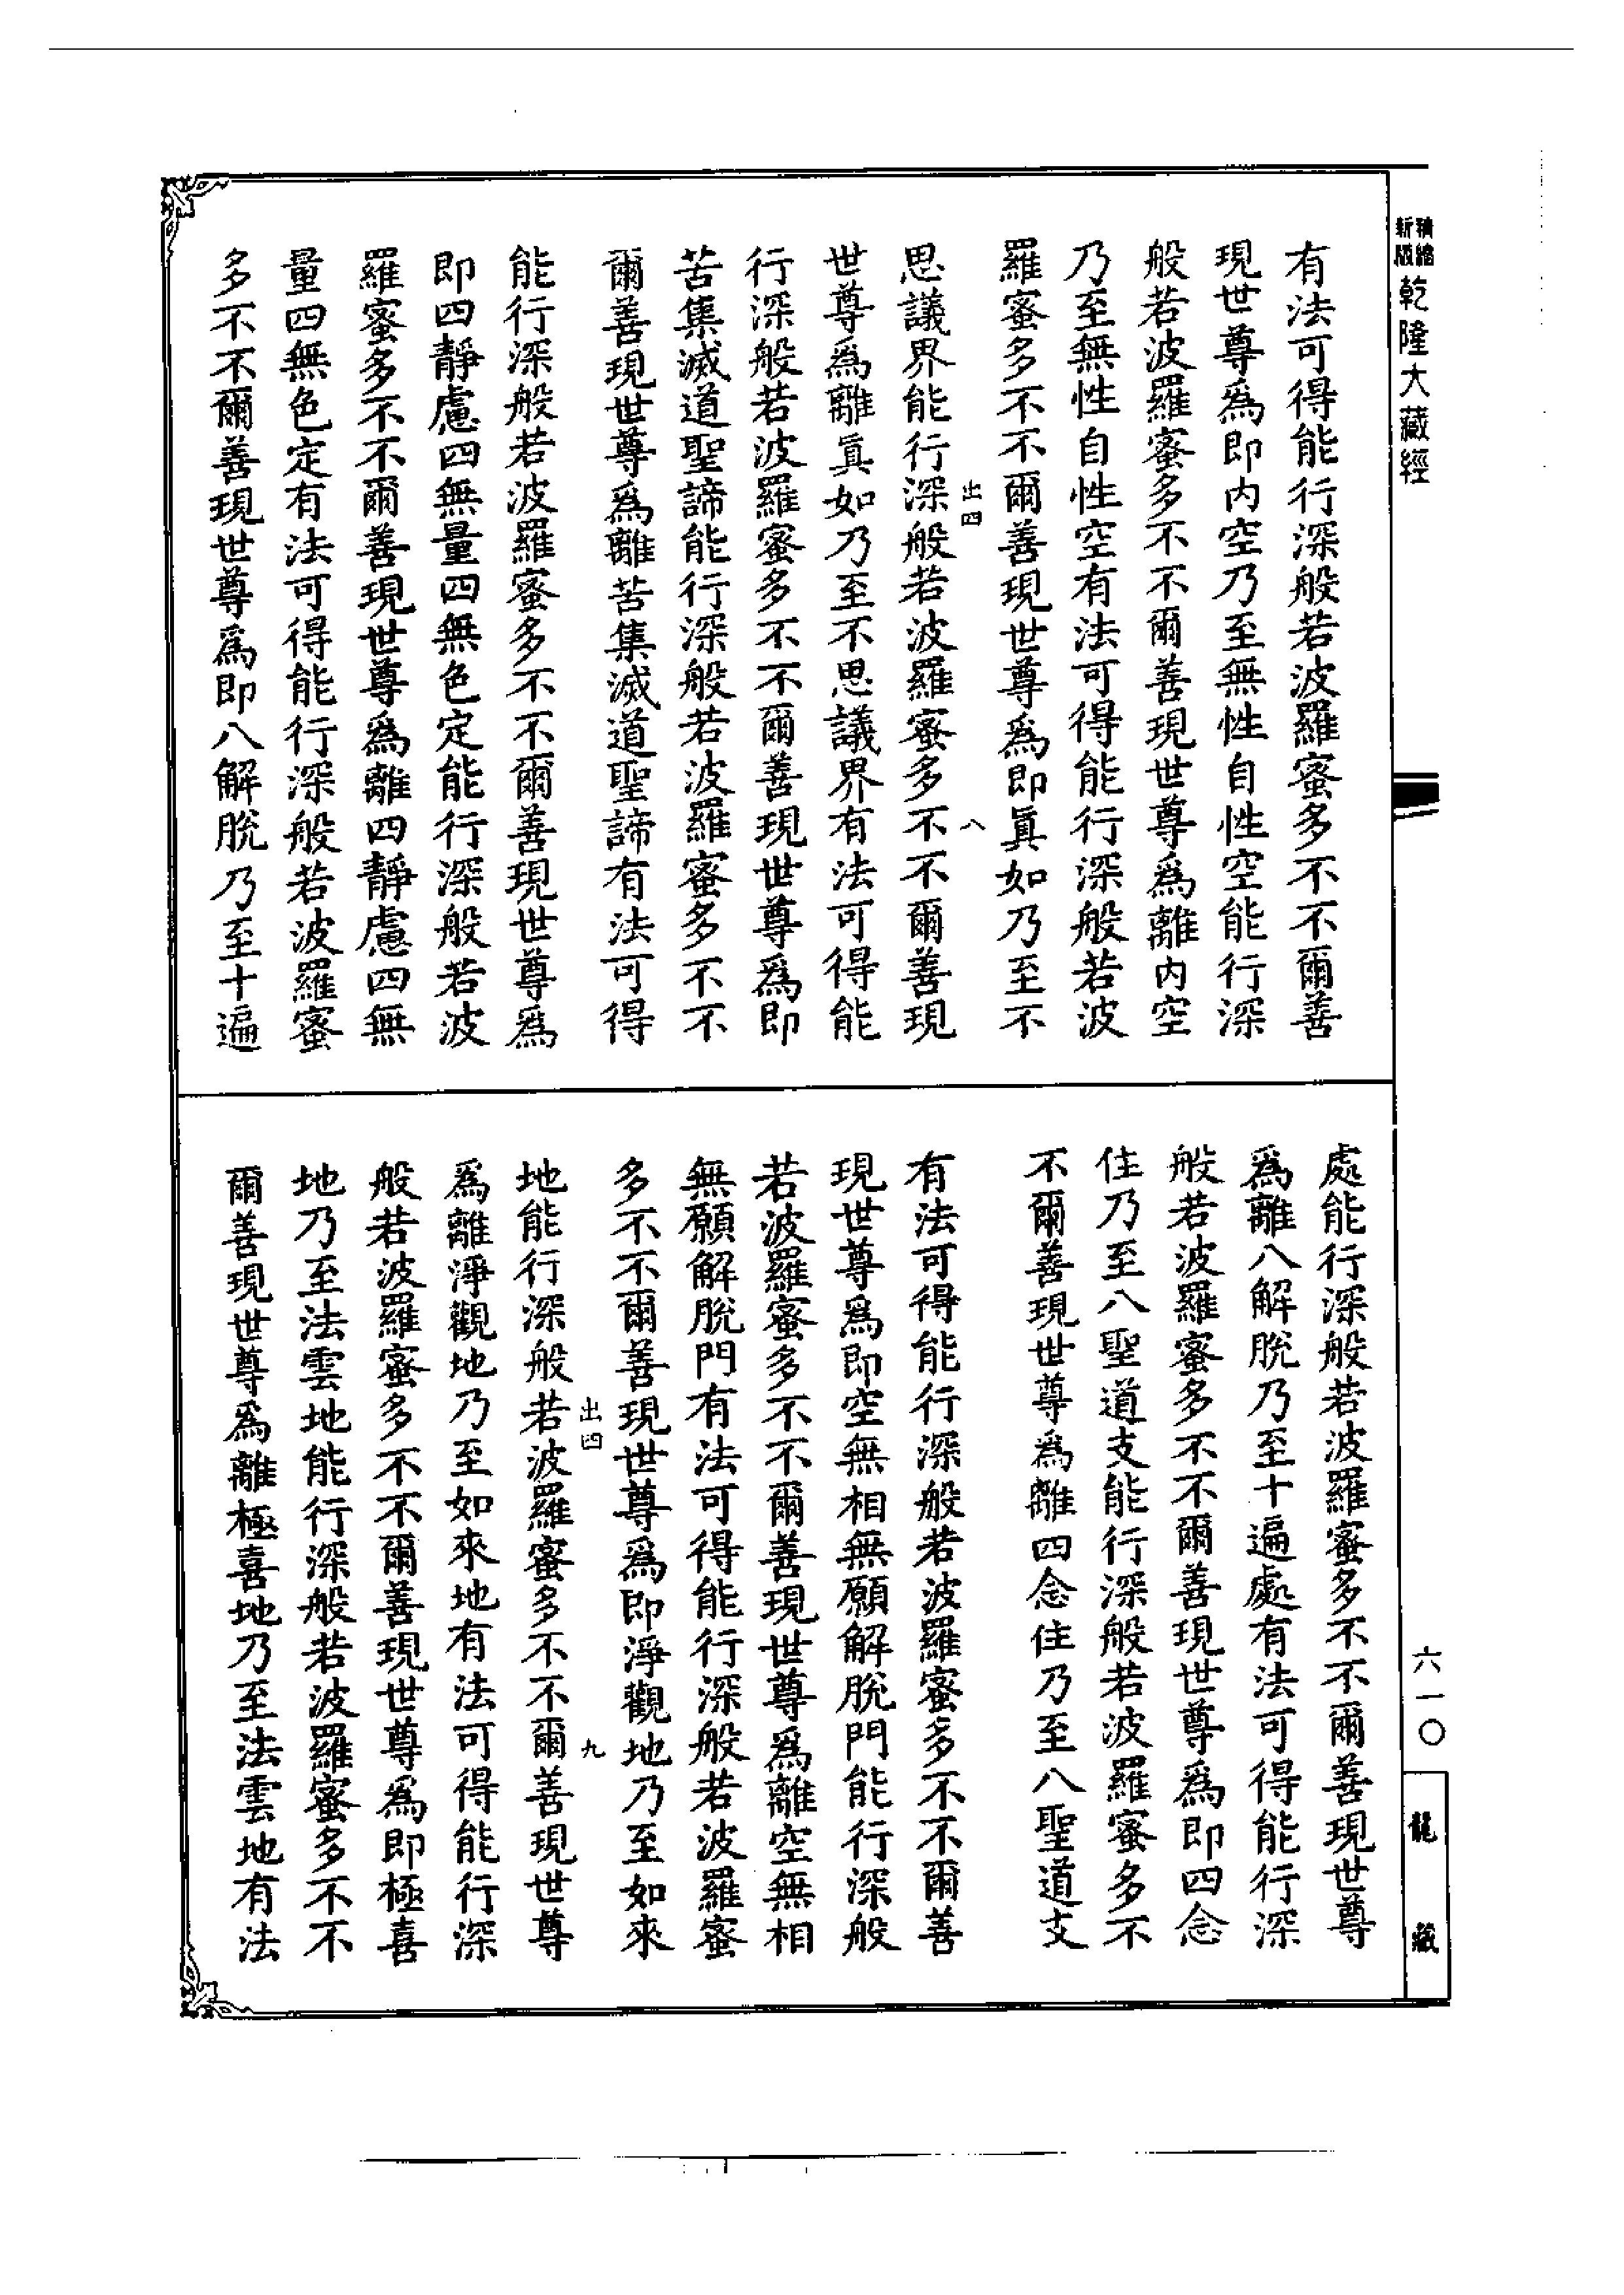 精縮新版
乾隆大藏經
有法可得能行深般若波羅蜜多不不爾善
現世尊爲即内空乃至無性自性空能行深
般若波羅蜜多不不爾善現世尊爲離内空
乃至無性自性空有法可得能行深般若波
羅蜜多不不爾善現世尊爲即眞如乃至不
出四 八
思議界能行深般若波羅蜜多不不爾善現
世尊爲離眞如乃至不思議界有法可得能
行深般若波羅蜜多不不爾善現世尊爲即
苦集滅道聖諦能行深般若波羅蜜多不不
爾善現世尊爲離苦集滅道聖諦有法可得
能行深般若波羅蜜多不不爾善現世尊爲
即四靜慮四無量四無色定能行深般若波
羅蜜多不不爾善現世尊爲離四靜慮四無
量四無色定有法可得能行深般若波羅蜜
多不不爾善現世尊爲即八解脫乃至十遍
處能行深般若波羅蜜多不不爾善現世尊
爲離八解脫乃至十遍處有法可得能行深
般若波羅蜜多不不爾善現世尊爲即四念
住乃至八聖道支能行深般若波羅蜜多不
不爾善現世尊爲離四念住乃至八聖道支
有法可得能行深般若波羅蜜多不不爾善
現世尊爲即空無相無願解脫門能行深般
若波羅蜜多不不爾善現世尊爲離空無相
無願解脫門有法可得能行深般若波羅蜜
多不不爾善現世尊爲即淨觀地乃至如來
出四 九
地能行深般若波羅蜜多不不爾善現世尊
爲離淨觀地乃至如來地有法可得能行深
般若波羅蜜多不不爾善現世尊爲即極喜
地乃至法雲地能行深般若波羅蜜多不不
爾善現世尊爲離極喜地乃至法雲地有法
六一〇
龍藏